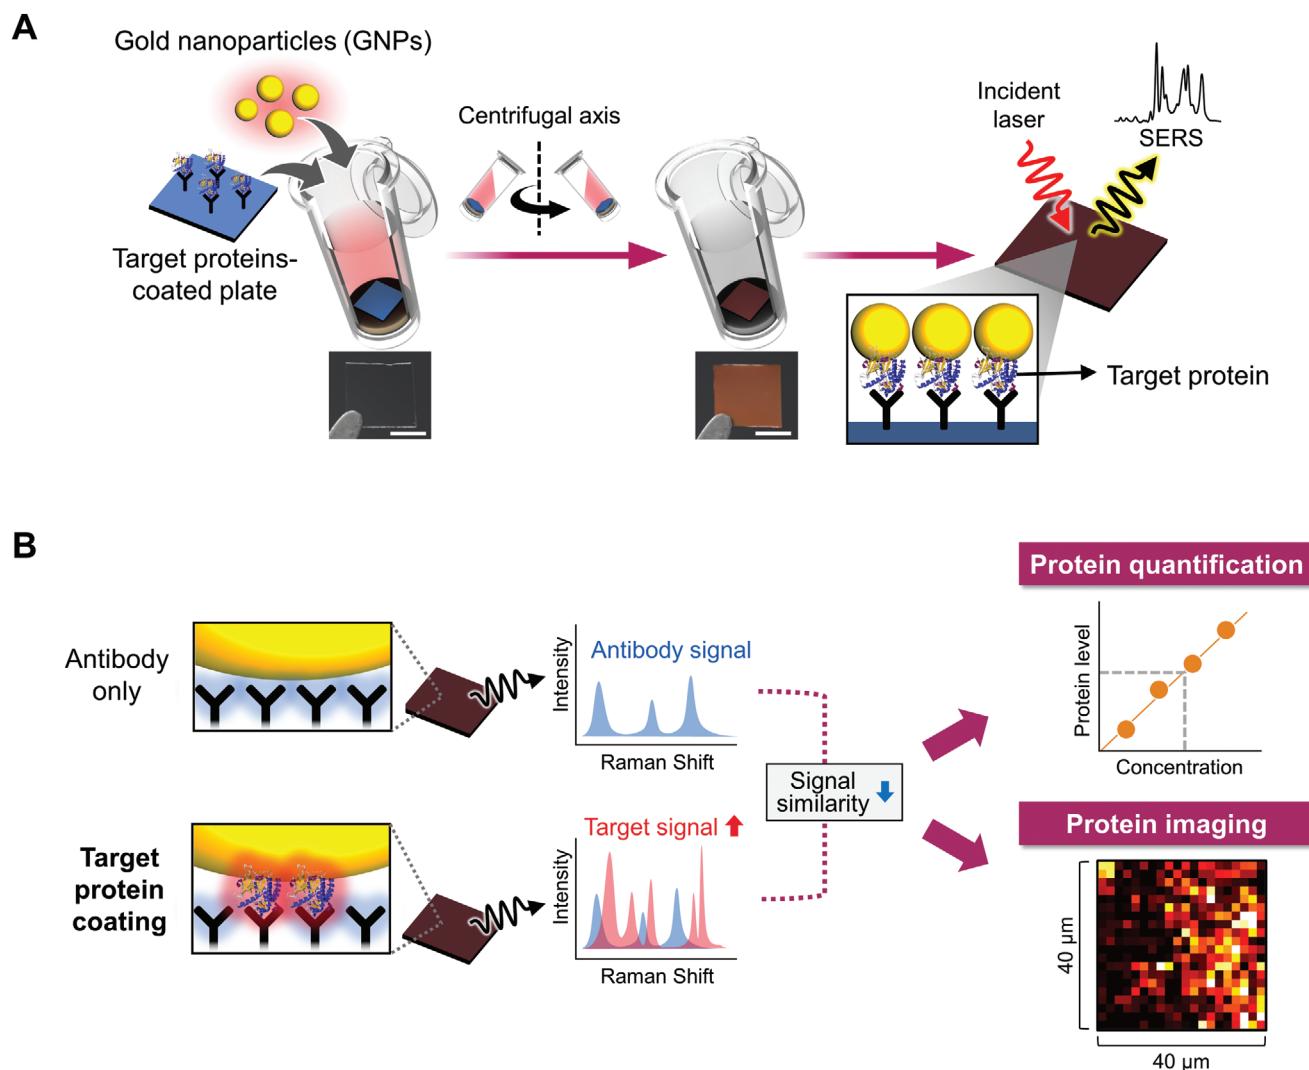 A
Gold nanoparticles (GNPs)
Centrifugal axis
Incident
laser
SERS
Target proteins-
coated plate
Target protein
B
Protein quantification
Antibody
only
Intensity
Antibody signal
Raman Shift
Protein level
Concentration
Signal
similarity
Target
protein
coating
Intensity
Target signal
Raman Shift
Protein imaging
40 µm
40 µm